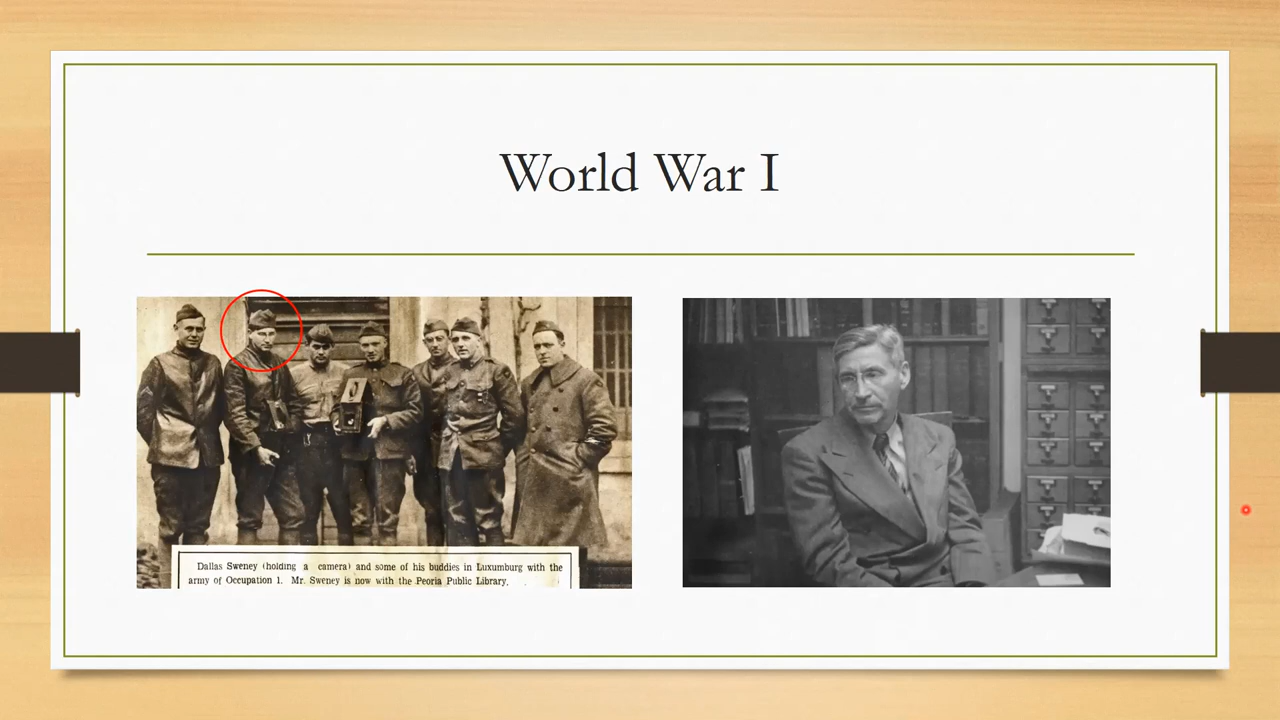 World War I
Dallas Sweney (holding a camera) and some of his buddies in Luxumburg with the
army of Occupation 1. Mr. Sweney is now with the Peoria Public Library.